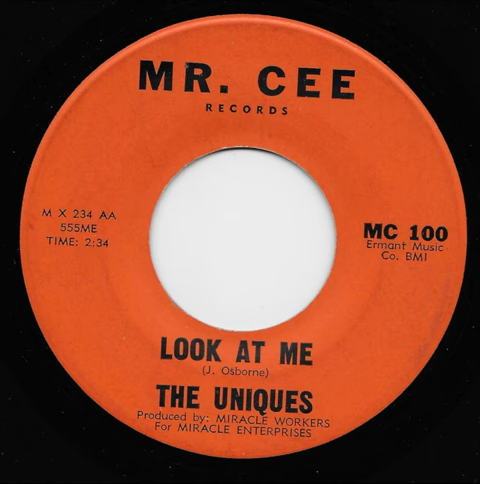 MR. CEE
RECORDS
M X 234 AA
555ME
TIME: 2:34
MC 100
Ermant Music
Co. BMI
LOOK AT ME
(J. Osborne)
THE UNIQUES
Produced by: MIRACLE WORKERS
For MIRACLE ENTERPRISES